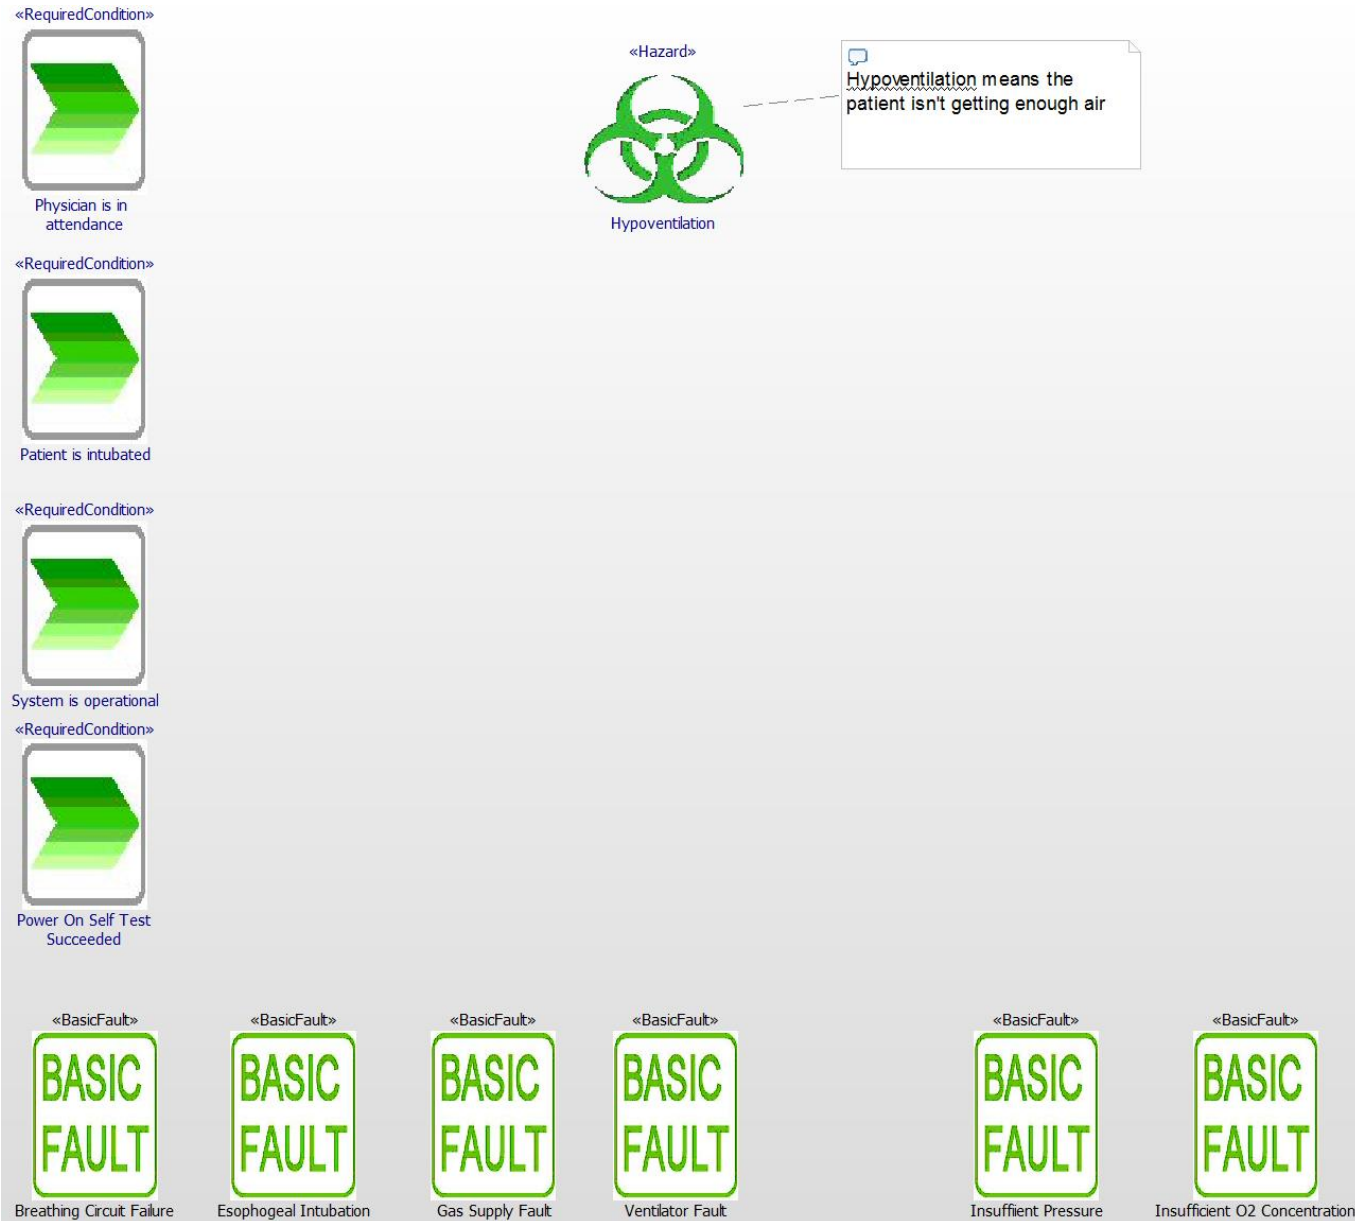 «RequiredCondition»
Physician is in
attendance
«Hazard»
Hypoventilation
Hypoventilation means the
patient isn't getting enough air
«RequiredCondition»
Patient is intubated
«RequiredCondition»
System is operational
«RequiredCondition»
Power On Self Test
Succeeded
«BasicFault»
BASIC
FAULT
Breathing Circuit Failure
«BasicFault»
BASIC
FAULT
Esophogeal Intubation
«BasicFault»
BASIC
FAULT
Gas Supply Fault
«BasicFault»
BASIC
FAULT
Ventilator Fault
«BasicFault»
BASIC
FAULT
Insuffient Pressure
«BasicFault»
BASIC
FAULT
Insufficient O2 Concentration